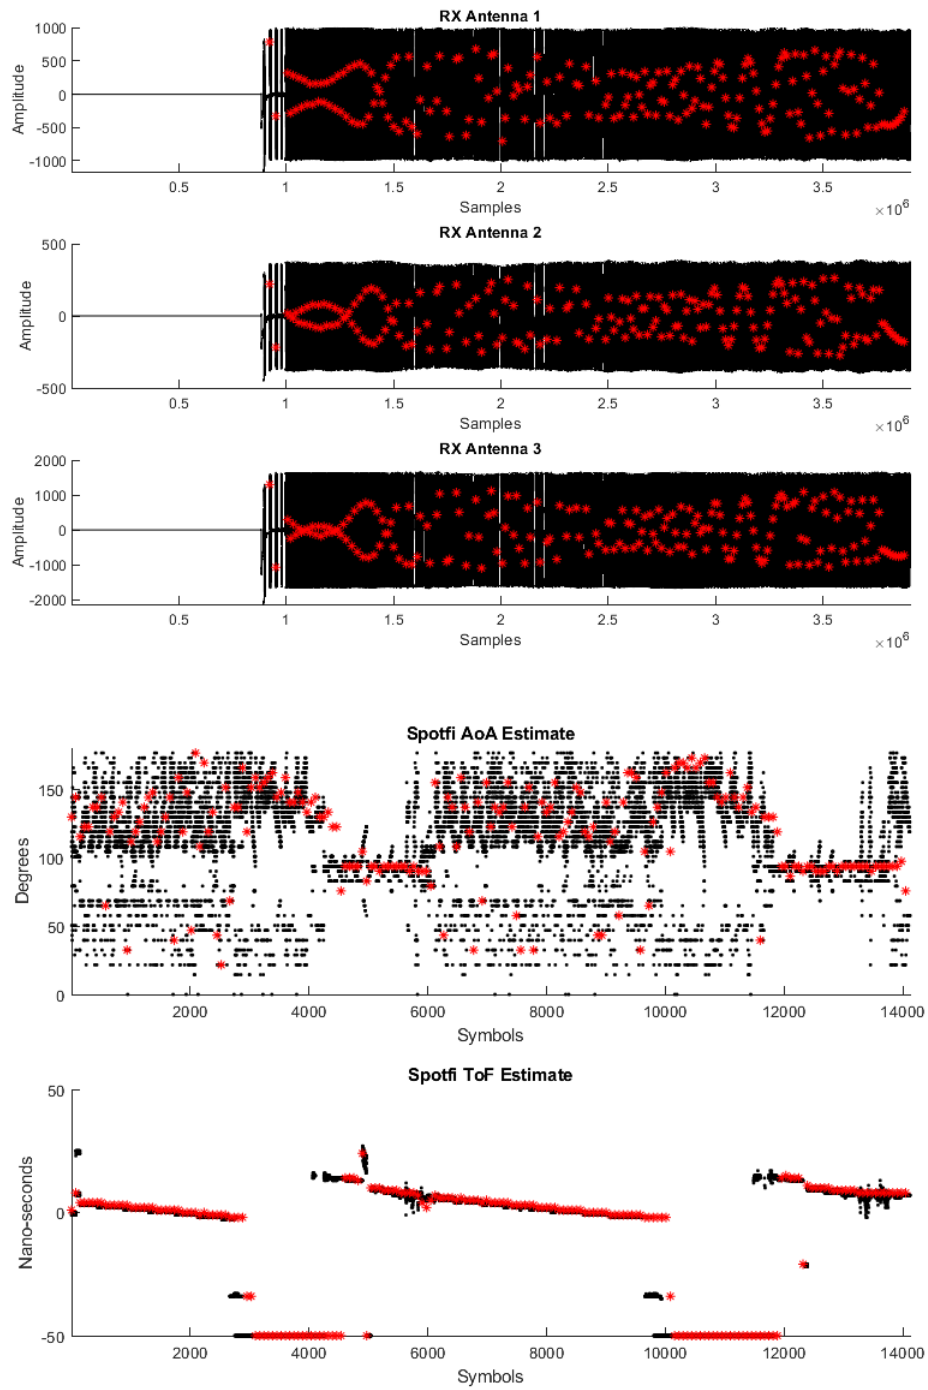 RX Antenna 1
1000
500
0
-500
-1000
Amplitude
0.5 1 1.5 2 2.5 3 3.5
Samples
×10^6
RX Antenna 2
500
0
-500
Amplitude
0.5 1 1.5 2 2.5 3 3.5
Samples
×10^6
RX Antenna 3
2000
1000
0
-1000
-2000
Amplitude
0.5 1 1.5 2 2.5 3 3.5
Samples
×10^6
Spotfi AoA Estimate
150
100
50
0
Degrees
2000 4000 6000 8000 10000 12000 14000
Symbols
Spotfi ToF Estimate
50
0
-50
Nano-seconds
2000 4000 6000 8000 10000 12000 14000
Symbols